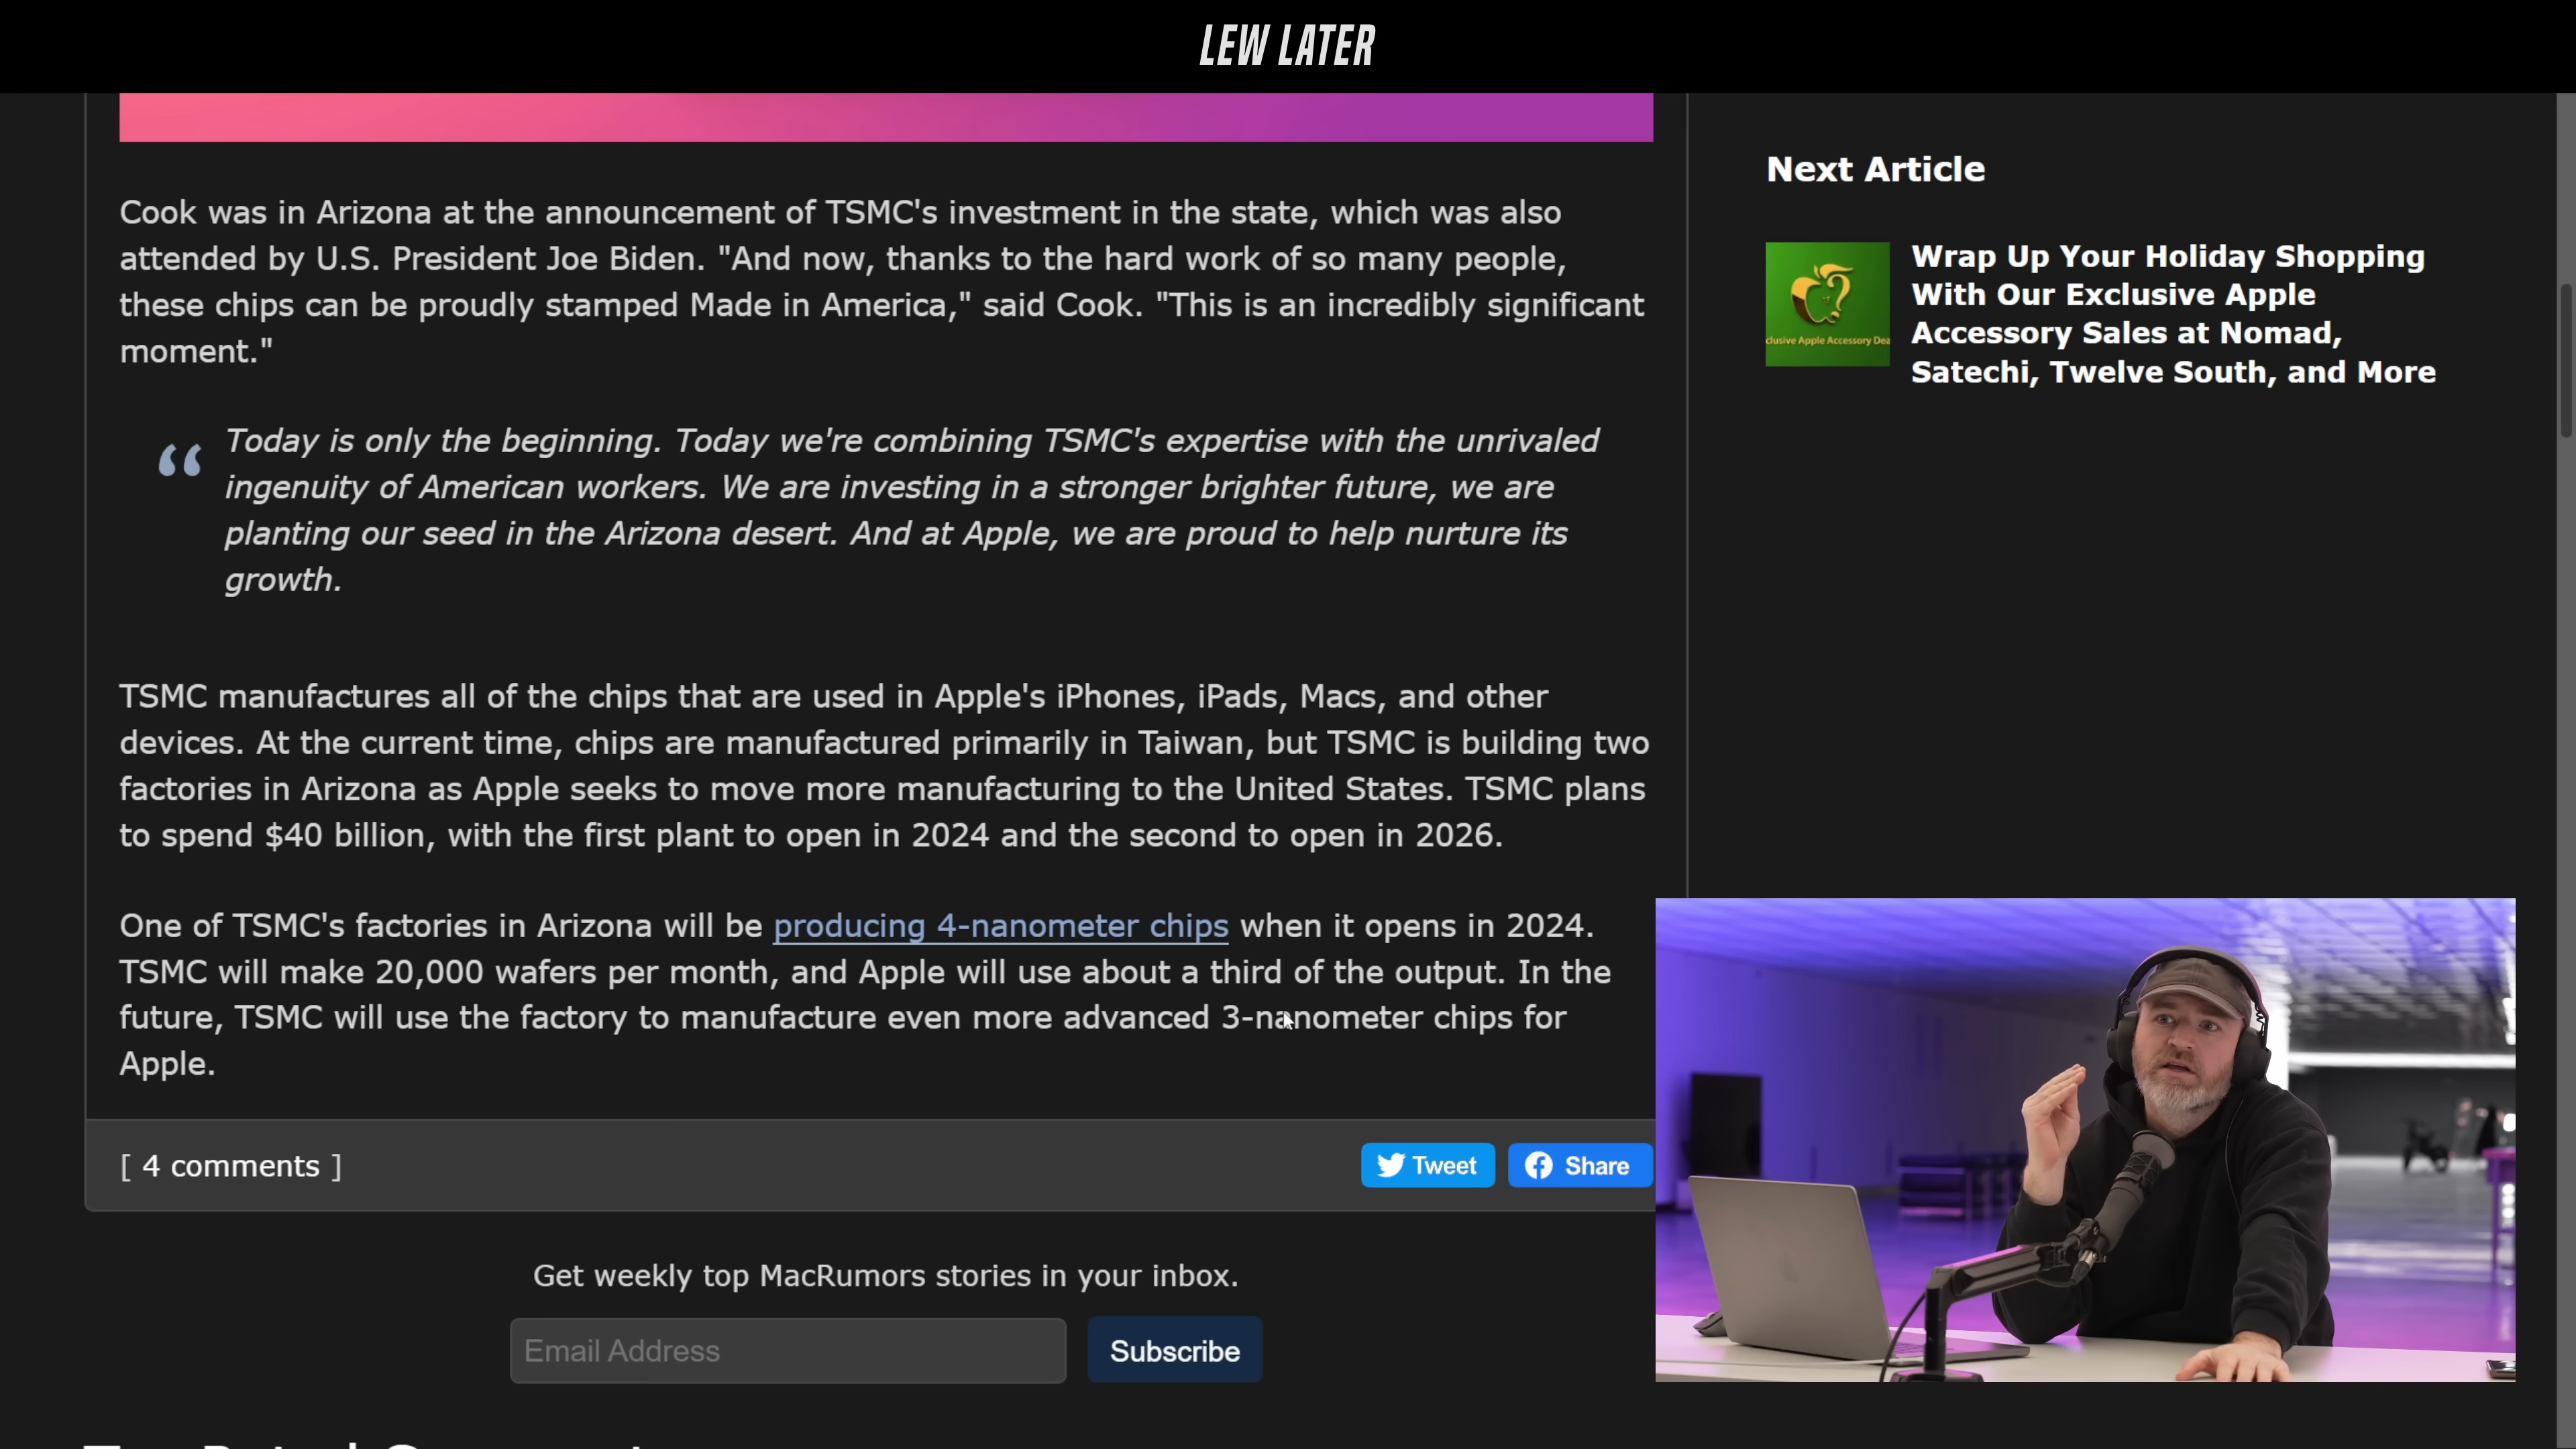 LEW LATER
Cook was in Arizona at the announcement of TSMC's investment in the state, which was also
attended by U.S. President Joe Biden. "And now, thanks to the hard work of so many people,
these chips can be proudly stamped Made in America," said Cook. "This is an incredibly significant
moment."
“ Today is only the beginning. Today we're combining TSMC's expertise with the unrivaled
ingenuity of American workers. We are investing in a stronger brighter future, we are
planting our seed in the Arizona desert. And at Apple, we are proud to help nurture its
growth.
TSMC manufactures all of the chips that are used in Apple's iPhones, iPads, Macs, and other
devices. At the current time, chips are manufactured primarily in Taiwan, but TSMC is building two
factories in Arizona as Apple seeks to move more manufacturing to the United States. TSMC plans
to spend $40 billion, with the first plant to open in 2024 and the second to open in 2026.
One of TSMC's factories in Arizona will be producing 4-nanometer chips when it opens in 2024.
TSMC will make 20,000 wafers per month, and Apple will use about a third of the output. In the
future, TSMC will use the factory to manufacture even more advanced 3-nanometer chips for
Apple.
[ 4 comments ]
Tweet
Share
Get weekly top MacRumors stories in your inbox.
Email Address
Subscribe
Next Article
Wrap Up Your Holiday Shopping
With Our Exclusive Apple
Accessory Sales at Nomad,
Satechi, Twelve South, and More
clusive Apple Accessory Dea